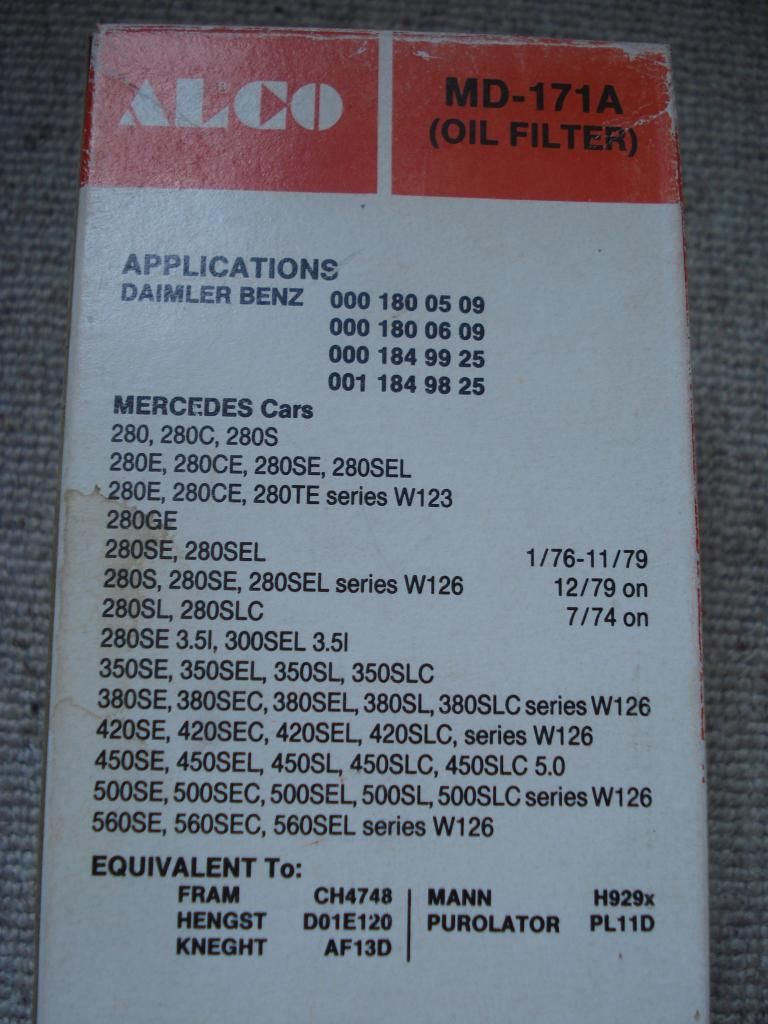 ALCO®
MD-171A
(OIL FILTER)
APPLICATIONS
DAIMLER BENZ 000 180 05 09
000 180 06 09
000 184 99 25
001 184 98 25
MERCEDES Cars
280, 280C, 280S
280E, 280CE, 280SE, 280SEL
280E, 280CE, 280TE series W123
280GE
280SE, 280SEL 1/76-11/79
280S, 280SE, 280SEL series W126 12/79 on
280SL, 280SLC 7/74 on
280SE 3.5l, 300SEL 3.5l
350SE, 350SEL, 350SL, 350SLC
380SE, 380SEC, 380SEL, 380SL, 380SLC series W126
420SE, 420SEC, 420SEL, 420SLC, series W126
450SE, 450SEL, 450SL, 450SLC, 450SLC 5.0
500SE, 500SEC, 500SEL, 500SL, 500SLC series W126
560SE, 560SEC, 560SEL series W126
EQUIVALENT To:
FRAM CH4748 | MANN H929x
HENGST D01E120 | PUROLATOR PL11D
KNEGHT AF13D